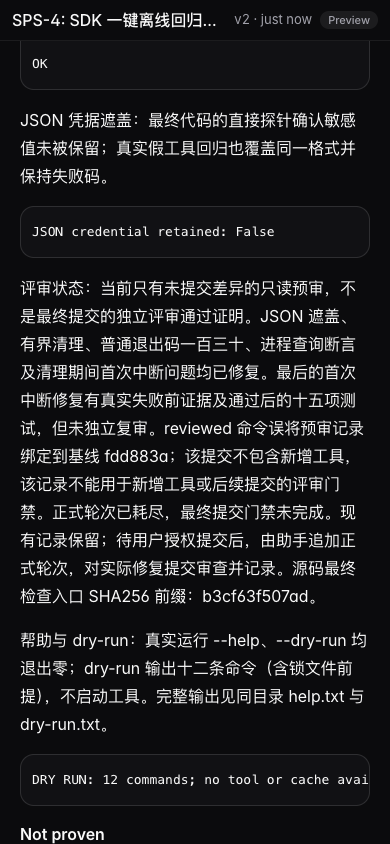 SPS-4: SDK 一键离线回归...
v2 · just now
Preview
OK
JSON 凭据遮盖：最终代码的直接探针确认敏感
值未被保留；真实假工具回归也覆盖同一格式并
保持失败码。
JSON credential retained: False
评审状态：当前只有未提交差异的只读预审，不
是最终提交的独立评审通过证明。JSON 遮盖、
有界清理、普通退出码一百三十、进程查询断言
及清理期间首次中断问题均已修复。最后的首次
中断修复有真实失败前证据及通过后的十五项测
试，但未独立复审。reviewed 命令误将预审记录
绑定到基线 fdd883a；该提交不包含新增工具，
该记录不能用于新增工具或后续提交的评审门
禁。正式轮次已耗尽，最终提交门禁未完成。现
有记录保留；待用户授权提交后，由助手追加正
式轮次，对实际修复提交审查并记录。源码最终
检查入口 SHA256 前缀：b3cf63f507ad。
帮助与 dry-run：真实运行 --help、--dry-run 均
退出零；dry-run 输出十二条命令（含锁文件前
提），不启动工具。完整输出见同目录 help.txt 与
dry-run.txt。
DRY RUN: 12 commands; no tool or cache avai
Not proven